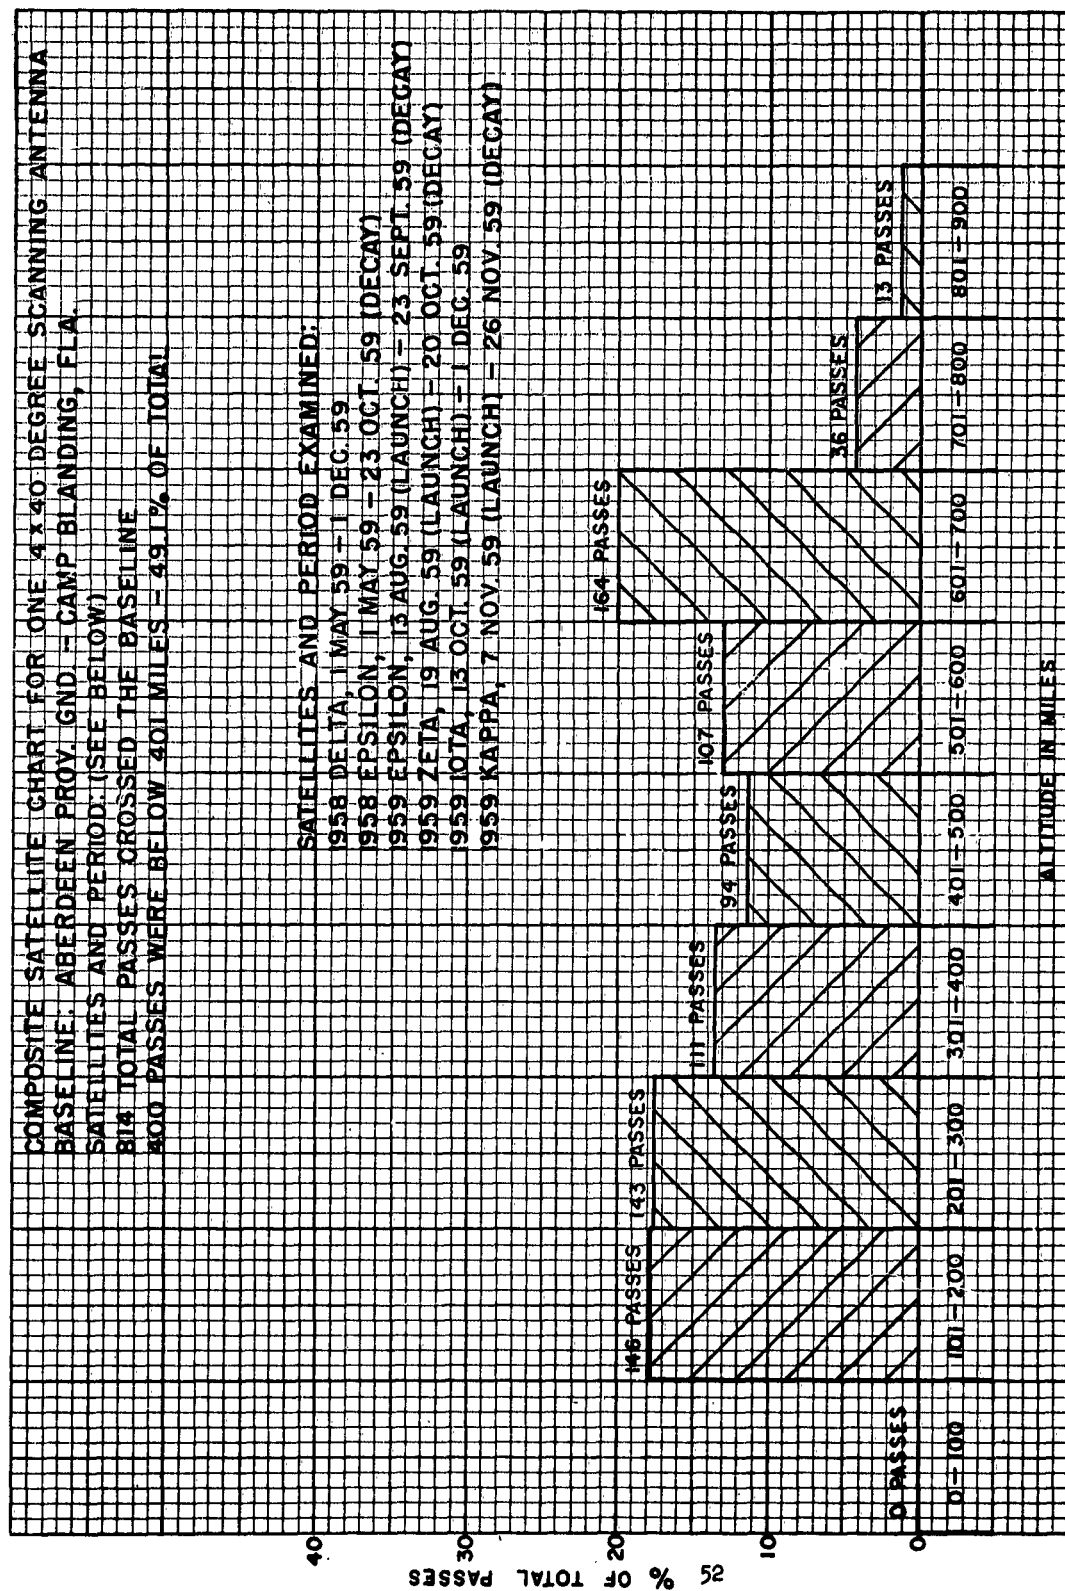 COMPOSITE SATELLITE CHART FOR ONE 4 x 40-DEGREE SCANNING ANTENNA
BASELINE: ABERDEEN PROV. GND. – CAMP BLANDING, FLA.
SATELLITES AND PERIOD: (SEE BELOW)
814 TOTAL PASSES CROSSED THE BASELINE
400 PASSES WERE BELOW 401 MILES – 49.1% OF TOTAL
SATELLITES AND PERIOD EXAMINED:
1958 DELTA, 1 MAY 59 – 1 DEC. 59
1958 EPSILON, 1 MAY 59 – 23 OCT. 59 (DECAY)
1959 EPSILON, 13 AUG. 59 (LAUNCH) – 23 SEPT. 59 (DECAY)
1959 ZETA, 19 AUG. 59 (LAUNCH) – 20 OCT. 59 (DECAY)
1959 IOTA, 13 OCT. 59 (LAUNCH) – 1 DEC. 59
1959 KAPPA, 7 NOV. 59 (LAUNCH) – 26 NOV. 59 (DECAY)
% OF TOTAL PASSES
40
30
20
10
0
0 PASSES
146 PASSES
143 PASSES
111 PASSES
94 PASSES
107 PASSES
164 PASSES
36 PASSES
13 PASSES
0–100
101–200
201–300
301–400
401–500
501–600
601–700
701–800
801–900
ALTITUDE IN MILES
52